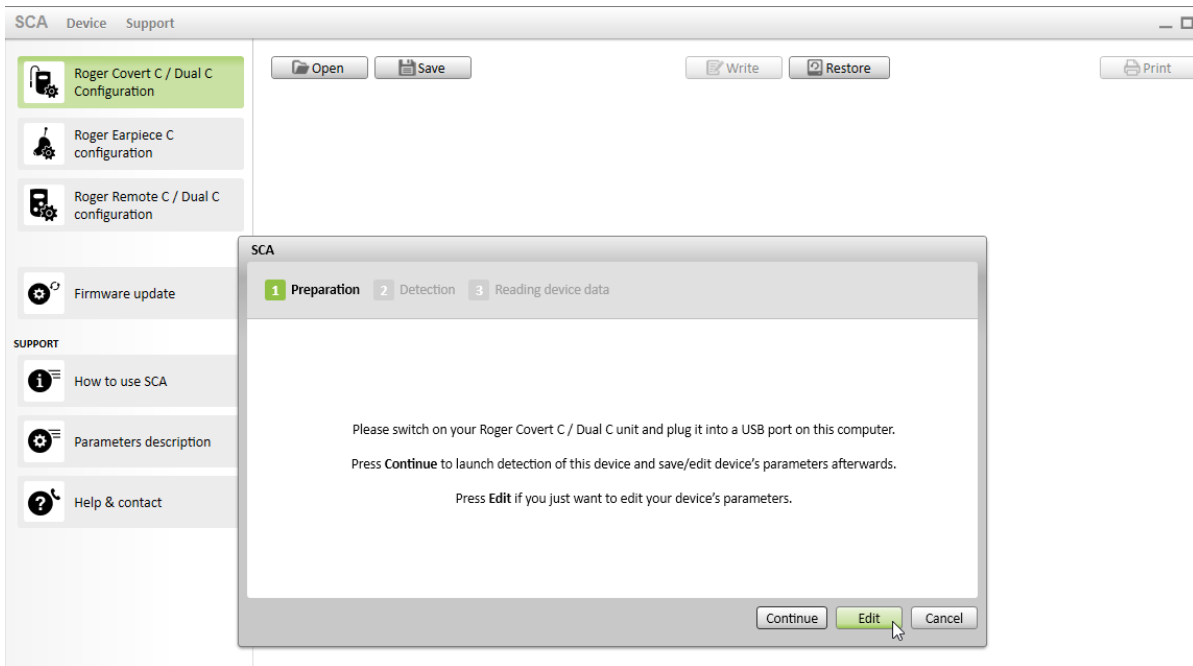 SCA Device Support
Roger Covert C / Dual C
Configuration
Open Save Write Restore Print
Roger Earpiece C
configuration
Roger Remote C / Dual C
configuration
Firmware update
SUPPORT
How to use SCA
Parameters description
Help & contact
SCA
1 Preparation 2 Detection 3 Reading device data
Please switch on your Roger Covert C / Dual C unit and plug it into a USB port on this computer.
Press Continue to launch detection of this device and save/edit device's parameters afterwards.
Press Edit if you just want to edit your device's parameters.
Continue Edit Cancel